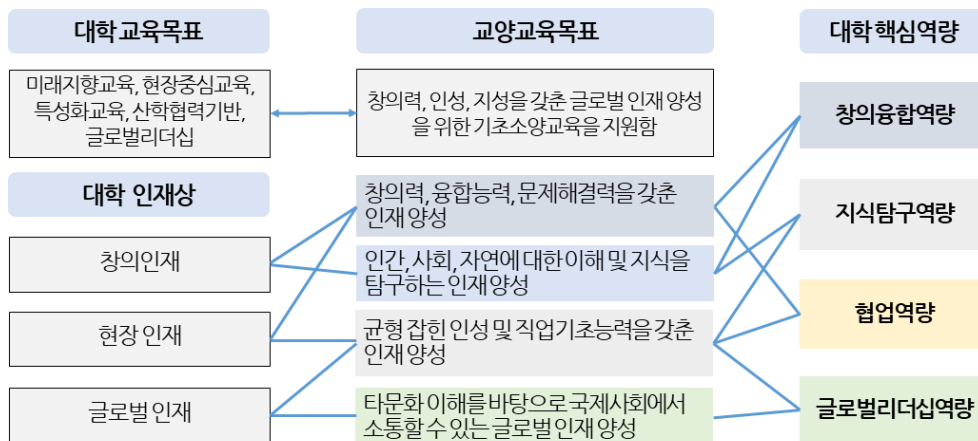 대학교육목표
미래지향교육, 현장중심교육,
특성화교육, 산학협력기반,
글로벌리더십
대학 인재상
창의인재
현장 인재
글로벌 인재
교양교육목표
창의력, 인성, 지성을 갖춘 글로벌 인재 양성
을 위한 기초소양교육을 지원함
창의력, 융합능력, 문제해결력을 갖춘
인재 양성
인간, 사회, 자연에 대한 이해 및 지식을
탐구하는 인재 양성
균형 잡힌 인성 및 직업기초능력을 갖춘
인재 양성
타문화 이해를 바탕으로 국제사회에서
소통할 수 있는 글로벌 인재 양성
대학핵심역량
창의융합역량
지식탐구역량
협업역량
글로벌리더십역량